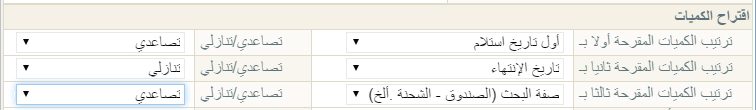 اقتراح الكميات
ترتيب الكميات المقرحة أولا بـ أول تاريخ استلام تصاعدي/تنازلي تصاعدي
ترتيب الكميات المقرحة ثانيا بـ تاريخ الإنتهاء تصاعدي/تنازلي تنازلي
ترتيب الكميات المقرحة ثالثا بـ صفة البحث (الصندوق - الشحنة .ألخ) تصاعدي/تنازلي تصاعدي